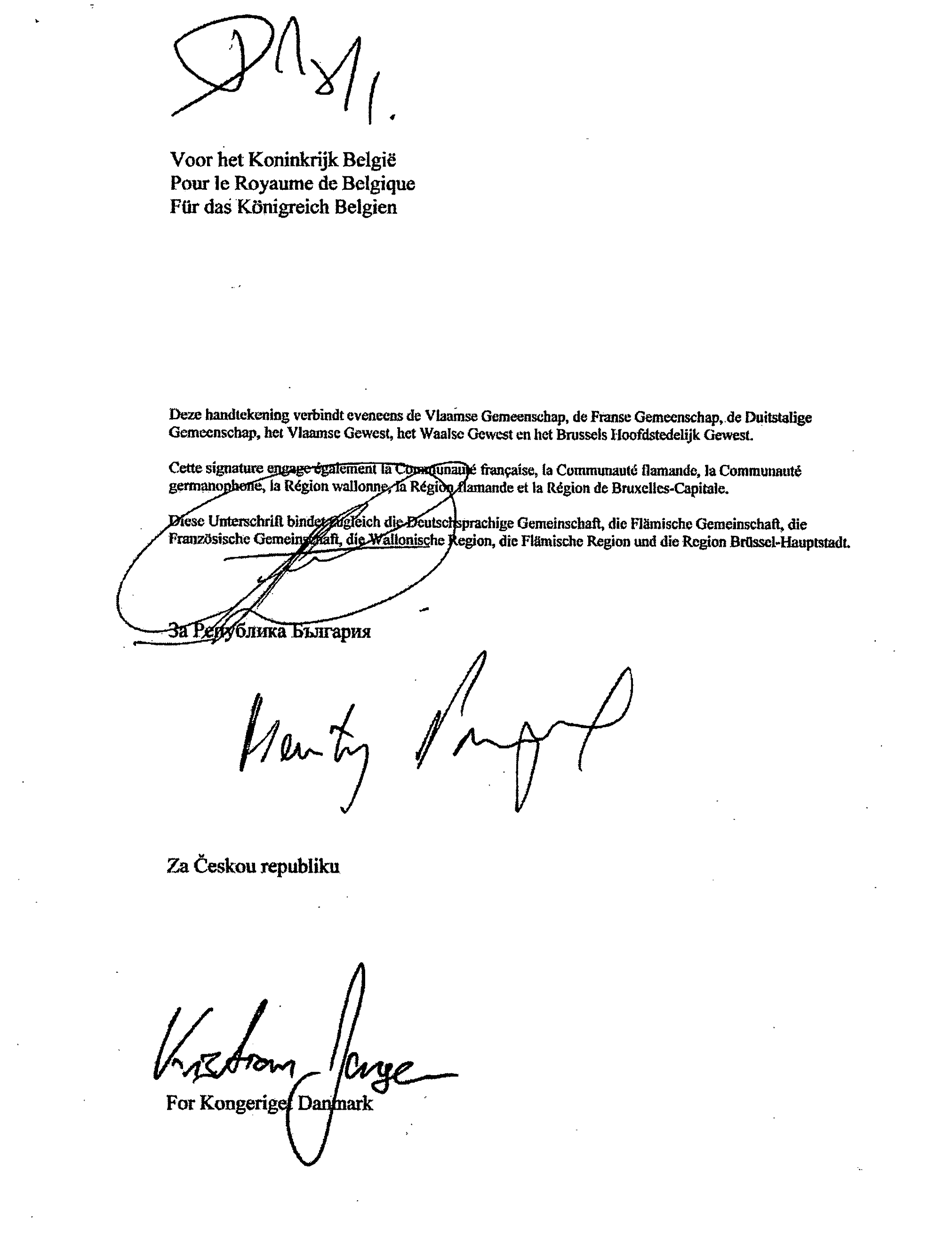 Voor het Koninkrijk België
Pour le Royaume de Belgique
Für das Königreich Belgien
Deze handtekening verbindt eveneens de Vlaamse Gemeenschap, de Franse Gemeenschap, de Duitstalige
Gemeenschap, het Vlaamse Gewest, het Waalse Gewest en het Brussels Hoofdstedelijk Gewest.
Cette signature engage également la Communauté française, la Communauté flamande, la Communauté
germanophone, la Région wallonne, la Région flamande et la Région de Bruxelles-Capitale.
Diese Unterschrift bindet zugleich die Deutschsprachige Gemeinschaft, die Flämische Gemeinschaft, die
Französische Gemeinschaft, die Wallonische Region, die Flämische Region und die Region Brüssel-Hauptstadt.
За Република България
Za Českou republiku
For Kongeriget Danmark